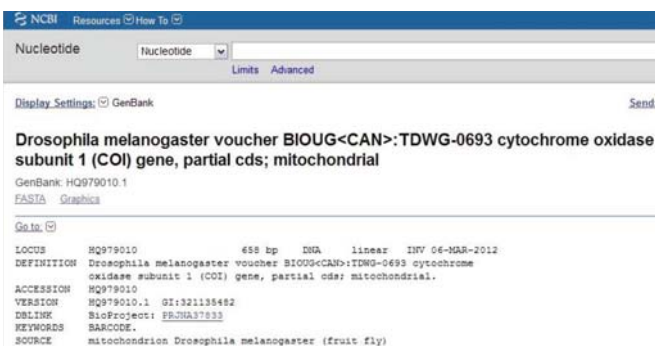 NCBI Resources How To
Nucleotide Nucleotide
Limits Advanced
Display Settings: GenBank Send
Drosophila melanogaster voucher BIOUG<CAN>:TDWG-0693 cytochrome oxidase
subunit 1 (COI) gene, partial cds; mitochondrial
GenBank: HQ979010.1
FASTA Graphics
Go to:
LOCUS HQ979010 658 bp DNA linear INV 06-MAR-2012
DEFINITION Drosophila melanogaster voucher BIOUG<CAN>:TDWG-0693 cytochrome
oxidase subunit 1 (COI) gene, partial cds; mitochondrial.
ACCESSION HQ979010
VERSION HQ979010.1 GI:321135482
DBLINK BioProject: PRJNA37833
KEYWORDS BARCODE.
SOURCE mitochondrion Drosophila melanogaster (fruit fly)